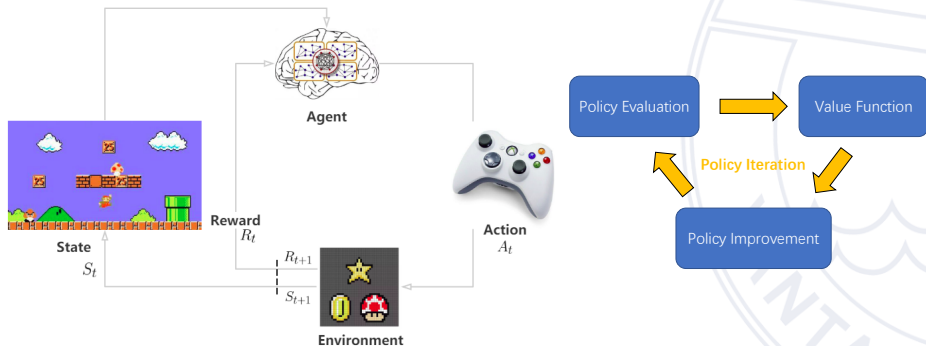 Agent
State
S_t
Reward
R_t
Action
A_t
R_{t+1}
S_{t+1}
Environment
Policy Evaluation
Value Function
Policy Iteration
Policy Improvement